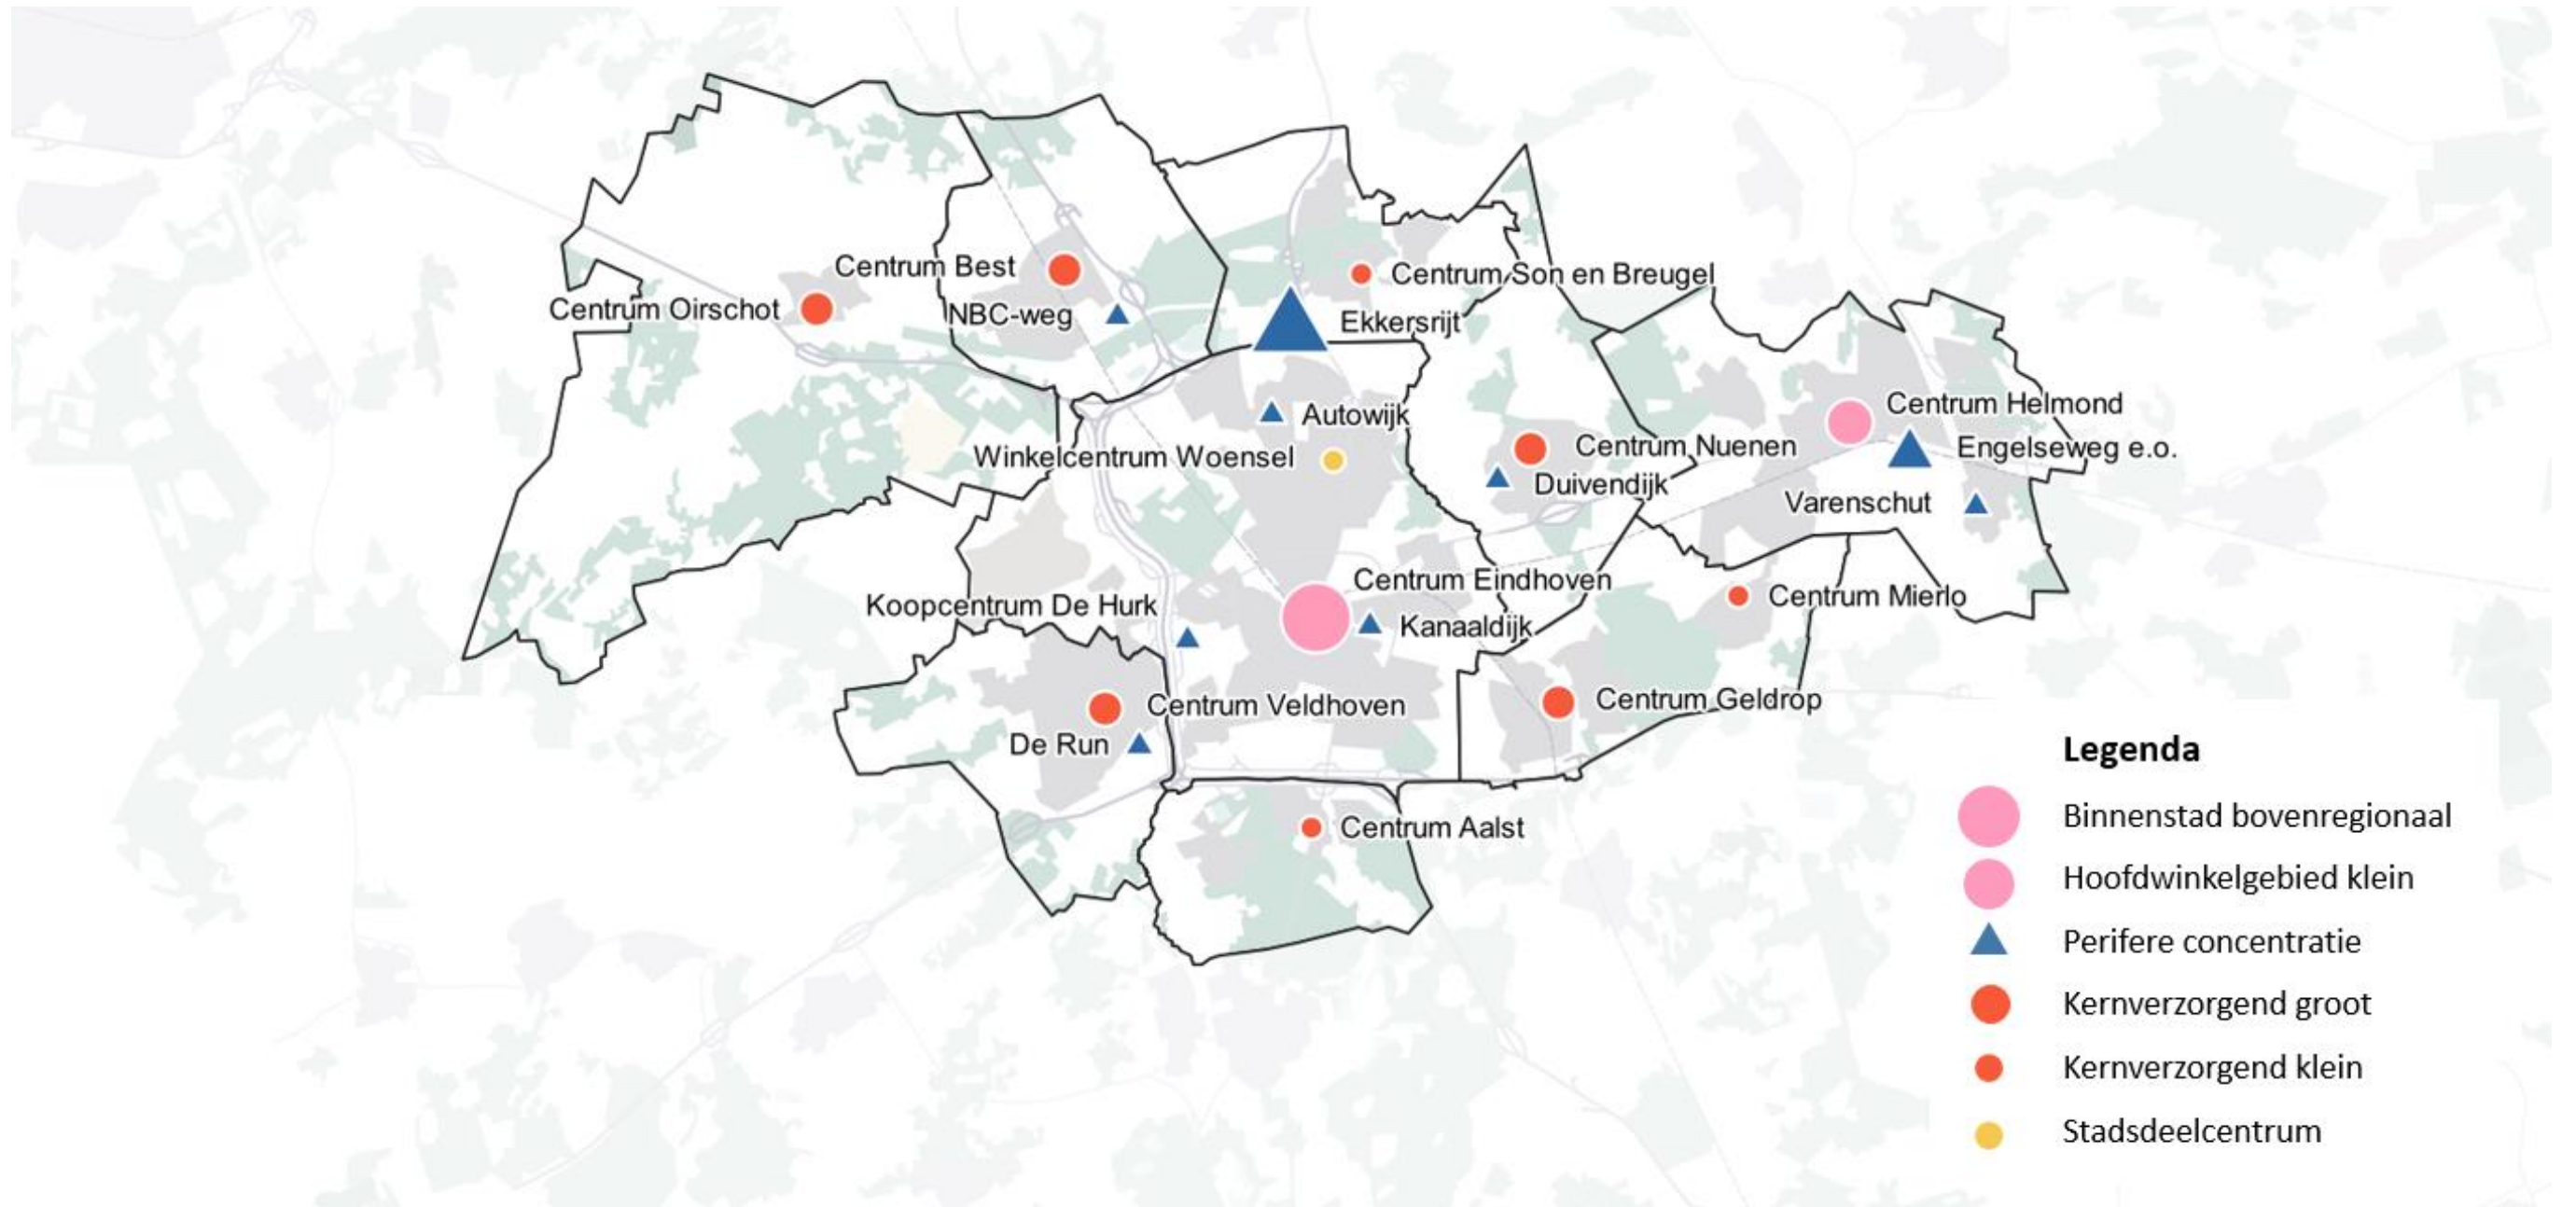 Centrum Best
Centrum Oirschot
NBC-weg
Centrum Son en Breugel
Ekkersrijt
Autowijk
Winkelcentrum Woensel
Centrum Nuenen
Duivendijk
Centrum Helmond
Engelseweg e.o.
Varenschut
Centrum Eindhoven
Koopcentrum De Hurk
Kanaaldijk
Centrum Mierlo
Centrum Veldhoven
Centrum Geldrop
De Run
Centrum Aalst
Legenda
Binnenstad bovenregionaal
Hoofdwinkelgebied klein
Perifere concentratie
Kernverzorgend groot
Kernverzorgend klein
Stadsdeelcentrum